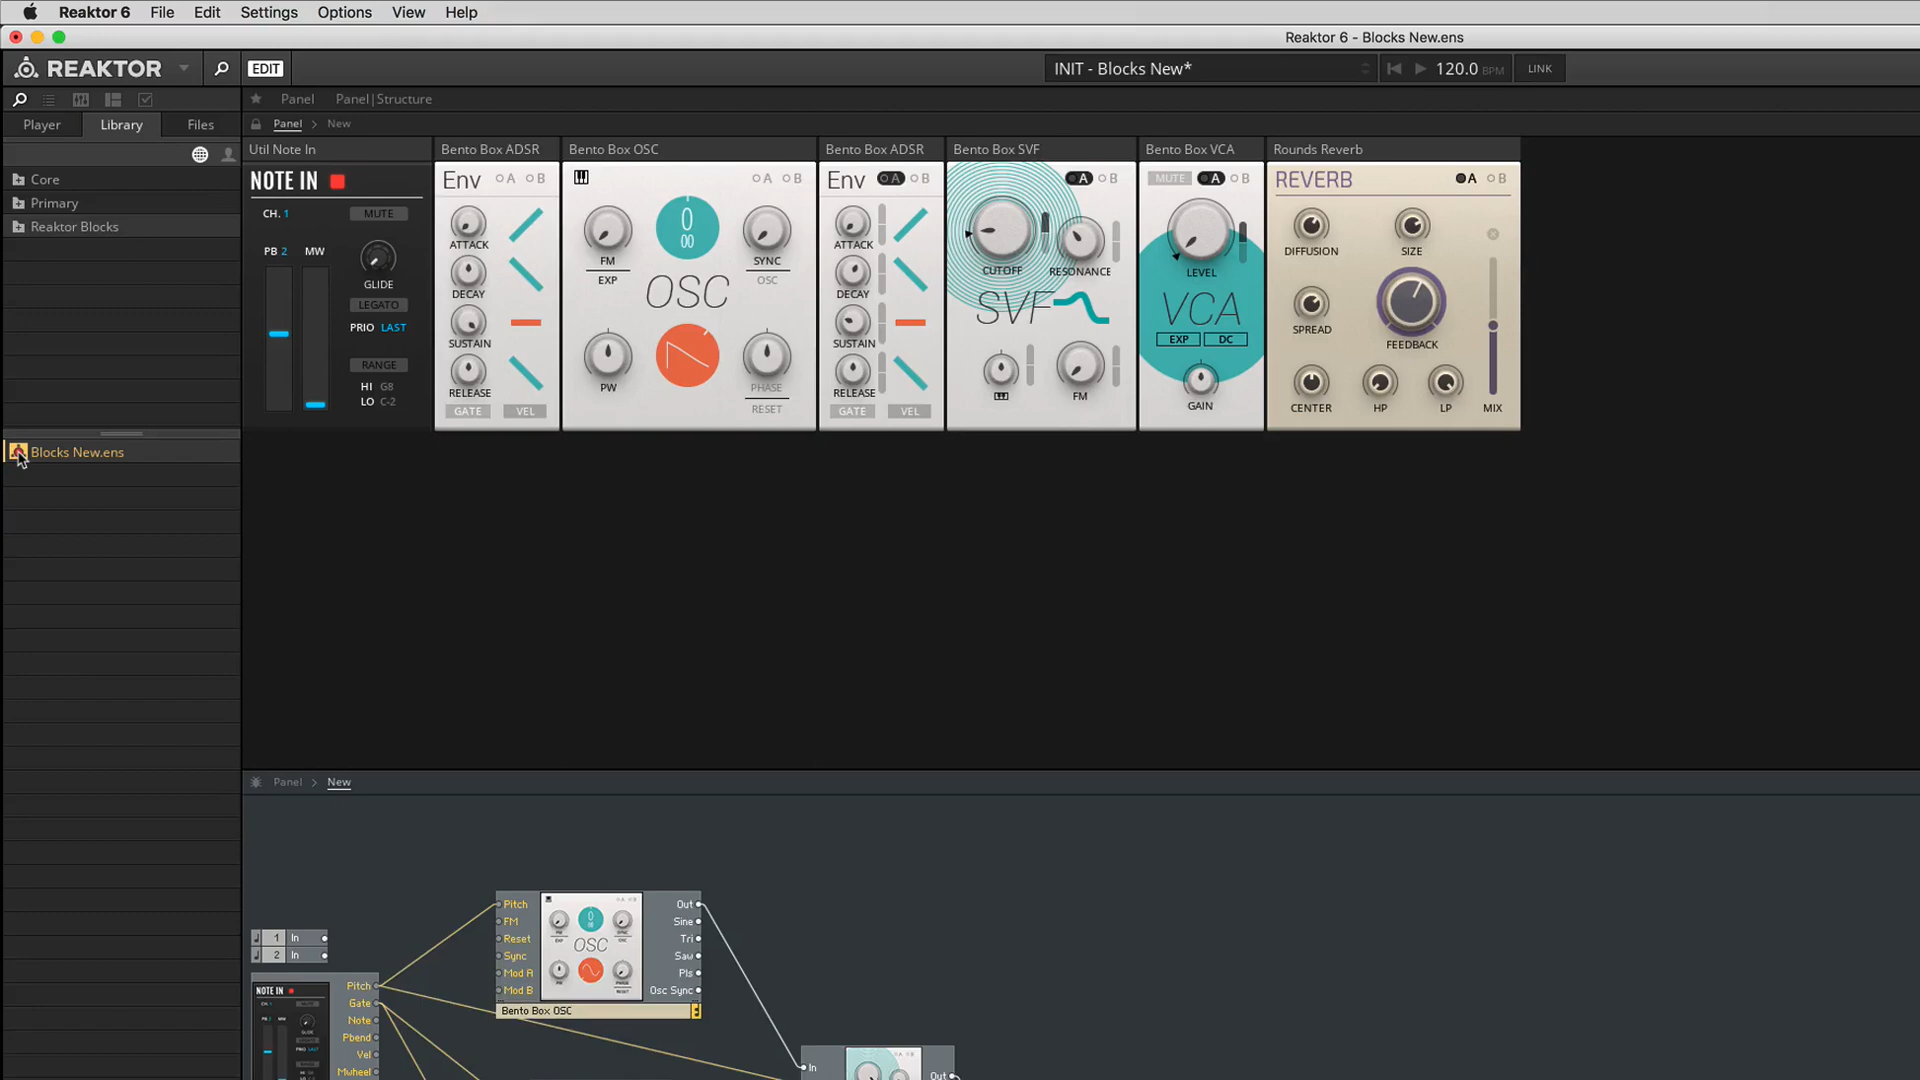 Reaktor 6 File Edit Settings Options View Help
Reaktor 6 - Blocks New.ens
REAKTOR EDIT INIT - Blocks New* 120.0 BPM LINK
Panel Panel|Structure
Player Library Files
Panel > New
Core
Primary
Reaktor Blocks
Blocks New.ens
Util Note In
NOTE IN
CH. 1 MUTE
PB 2 MW
GLIDE
LEGATO
PRIO LAST
RANGE
HI G8
LO C-2
Bento Box ADSR
Env A B
ATTACK
DECAY
SUSTAIN
RELEASE
GATE VEL
Bento Box OSC
A B
0
00
FM SYNC
EXP OSC
OSC
PW PHASE
RESET
Bento Box ADSR
Env A B
ATTACK
DECAY
SUSTAIN
RELEASE
GATE VEL
Bento Box SVF
A B
CUTOFF RESONANCE
SVF
FM
Bento Box VCA
MUTE A B
LEVEL
VCA
EXP DC
GAIN
Rounds Reverb
REVERB A B
DIFFUSION SIZE
SPREAD FEEDBACK
CENTER HP LP MIX
Panel > New
1 In
2 In
NOTE IN
Pitch
Gate
Note
Pbend
Vel
Mwheel
Pitch Out
FM Sine
Reset Tri
Sync Saw
Mod A Pls
Mod B Osc Sync
OSC
Bento Box OSC
In Out